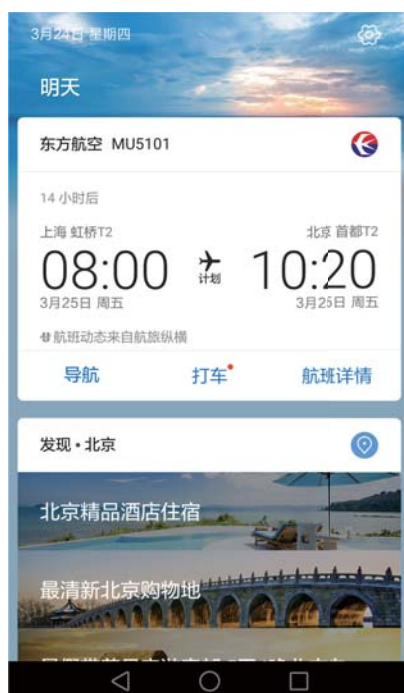 3月24日 星期四
明天
东方航空 MU5101
14 小时后
上海 虹桥T2 北京 首都T2
08:00 计划 10:20
3月25日 周五 3月25日 周五
航班动态来自航旅纵横
导航 打车 航班详情
发现 • 北京
北京精品酒店住宿
最清新北京购物地